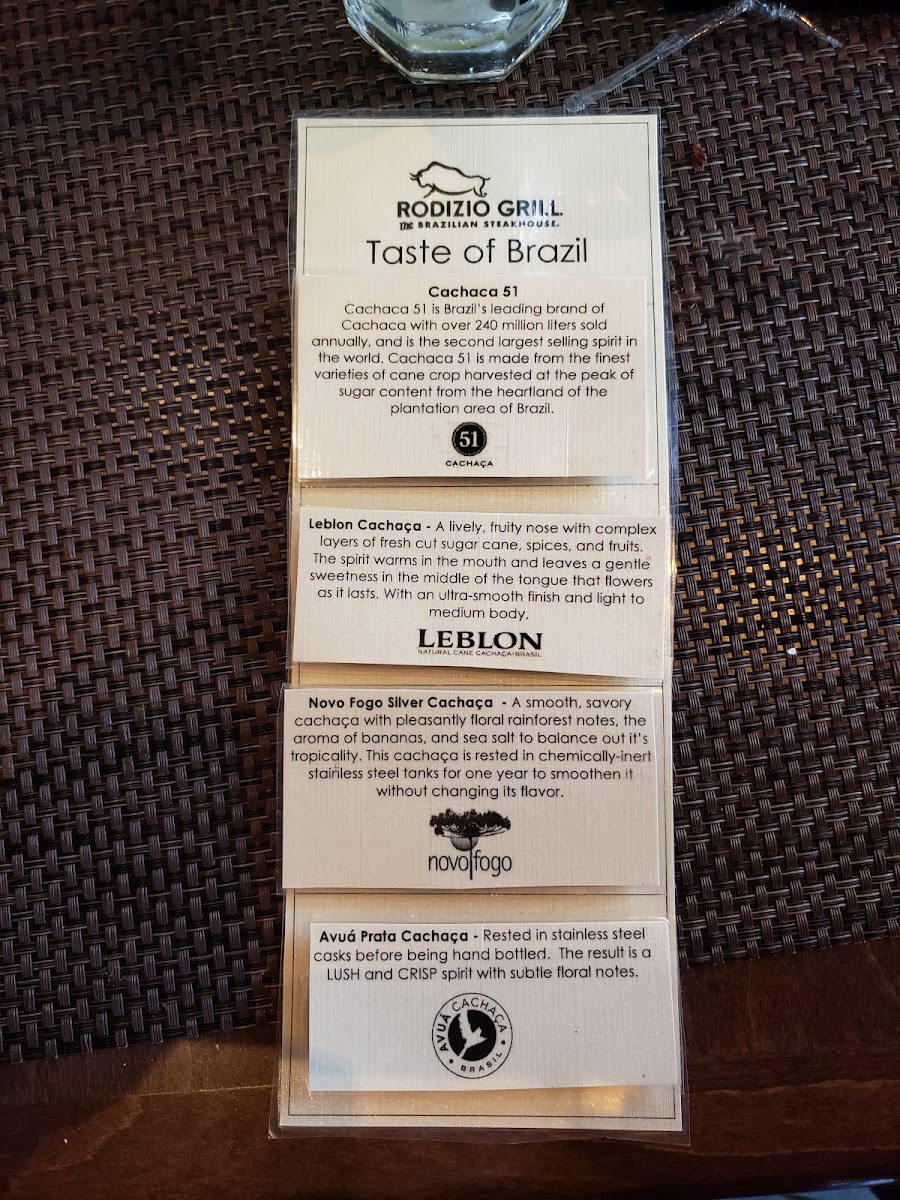 RODIZIO GRILL
the BRAZILIAN STEAKHOUSE
Taste of Brazil
Cachaca 51
Cachaca 51 is Brazil's leading brand of
Cachaca with over 240 million liters sold
annually, and is the second largest selling spirit in
the world. Cachaca 51 is made from the finest
varieties of cane crop harvested at the peak of
sugar content from the heartland of the
plantation area of Brazil.
51
CACHAÇA
Leblon Cachaça - A lively, fruity nose with complex
layers of fresh cut sugar cane, spices, and fruits.
The spirit warms in the mouth and leaves a gentle
sweetness in the middle of the tongue that flowers
as it lasts. With an ultra-smooth finish and light to
medium body,
LEBLON
NATURAL CANE CACHAÇA•BRASIL
Novo Fogo Silver Cachaça - A smooth, savory
cachaça with pleasantly floral rainforest notes, the
aroma of bananas, and sea salt to balance out it's
tropicality. This cachaça is rested in chemically-inert
stainless steel tanks for one year to smoothen it
without changing its flavor.
novo fogo
Avuá Prata Cachaça - Rested in stainless steel
casks before being hand bottled. The result is a
LUSH and CRISP spirit with subtle floral notes.
AVUÁ CACHAÇA
• BRASIL •